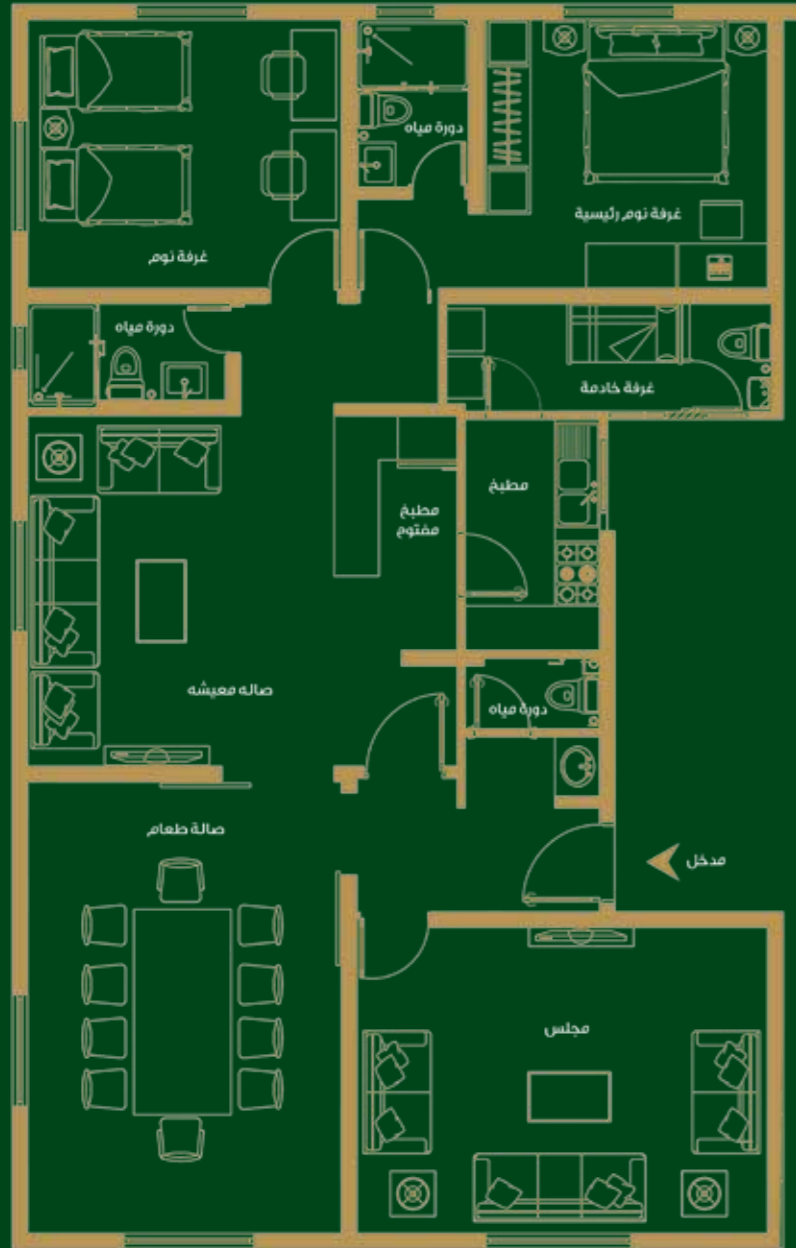 دورة مياه
غرفة نوم رئيسية
غرفة نوم
دورة مياه
غرفة خادمة
مطبخ
مطبخ
مفتوح
صاله معيشه
دورة مياه
صالة طعام
مدخل
مجلس